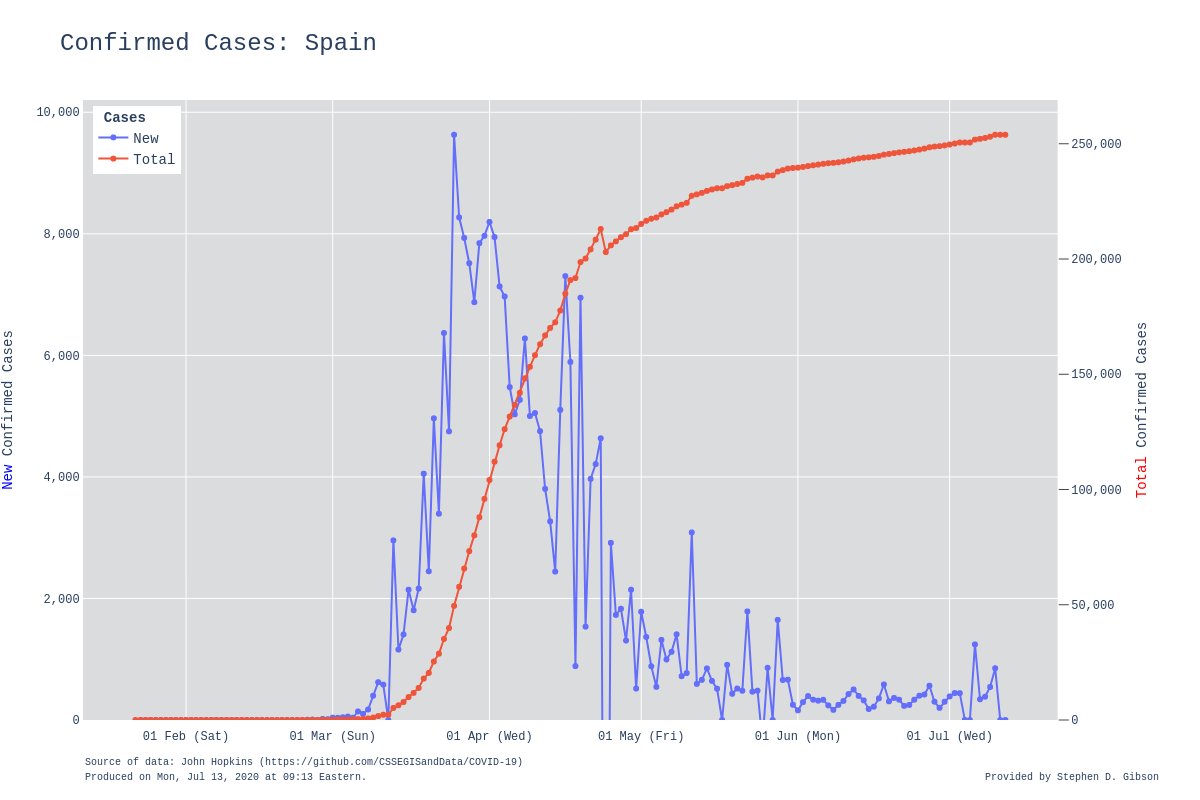 Confirmed Cases: Spain
Cases
New
Total
10,000
8,000
6,000
4,000
2,000
0
250,000
200,000
150,000
100,000
50,000
0
New Confirmed Cases
Total Confirmed Cases
01 Feb (Sat) 01 Mar (Sun) 01 Apr (Wed) 01 May (Fri) 01 Jun (Mon) 01 Jul (Wed)
Source of data: John Hopkins (https://github.com/CSSEGISandData/COVID-19)
Produced on Mon, Jul 13, 2020 at 09:13 Eastern.
Provided by Stephen D. Gibson